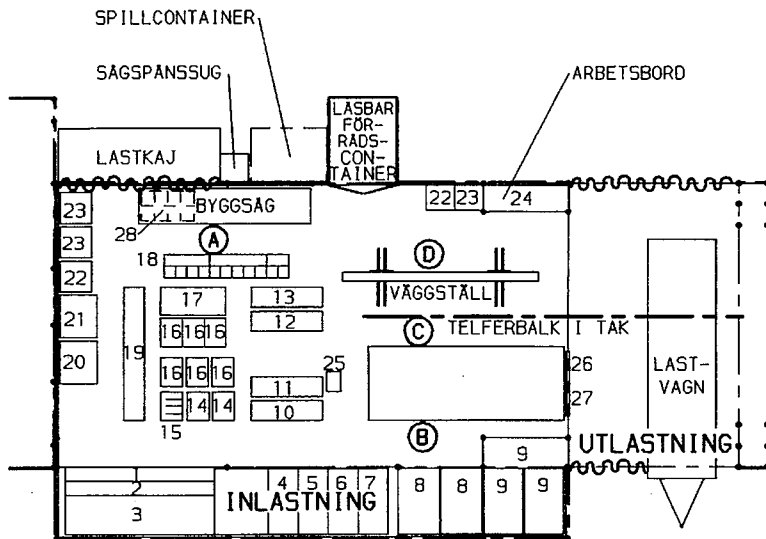 SPILLCONTAINER
SÅGSPÅNSSUG
ARBETSBORD
LÅSBAR
FÖR-
RÅDS-
CON-
TAINER
LASTKAJ
23
28
BYGGSÅG
22 23 24
23
A
18
D
22
17
13
VÄGGSTÄLL
21
12
TELFERBALK I TAK
16 16 16
C
19
20
25
26
LAST-
VAGN
16 16 16
11
27
14 14
10
15
B
UTLASTNING
9
2
3
INLASTNING
4 5 6 7
8 8 9 9